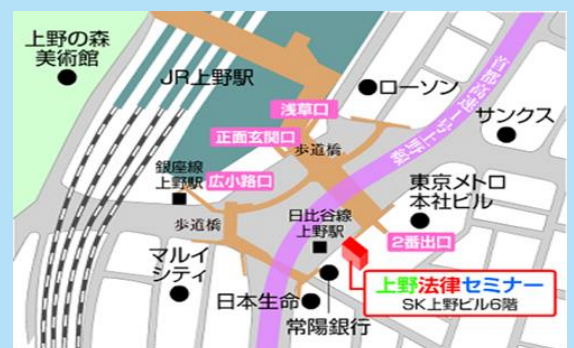 上野の森
美術館
JR上野駅
ローソン
浅草口
サンクス
正面玄関口
歩道橋
首都高速1号上野線
銀座線
上野駅
広小路口
東京メトロ
本社ビル
歩道橋
日比谷線
上野駅
2番出口
マルイ
シティ
上野法律セミナー
SK上野ビル6階
日本生命
常陽銀行